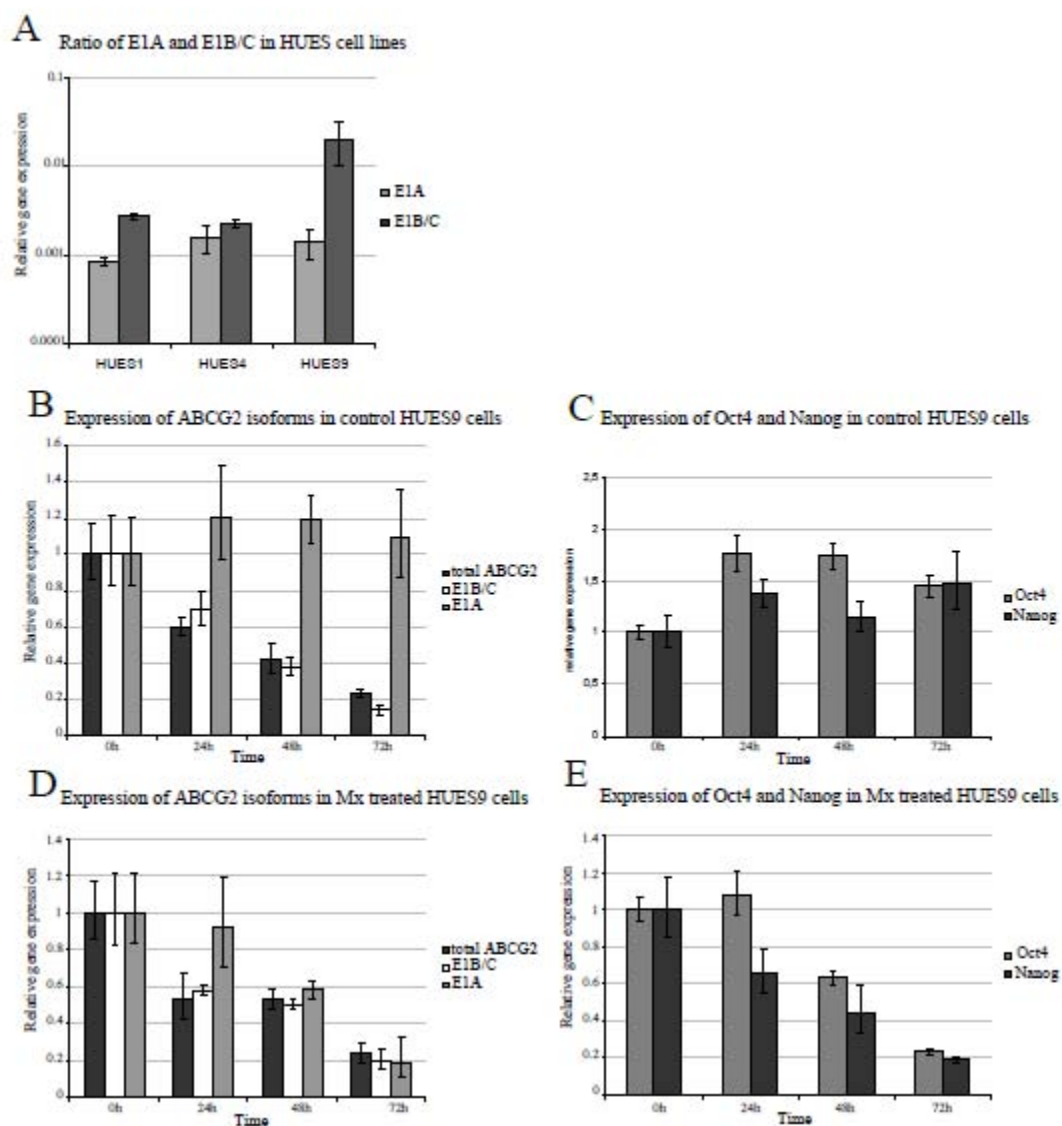 A
Ratio of E1A and E1B/C in HUES cell lines
Relative gene expression
0.1
0.01
0.001
0.0001
HUES1 HUES4 HUES9
E1A
E1B/C
B
Expression of ABCG2 isoforms in control HUES9 cells
Relative gene expression
1.6
1.4
1.2
1
0.8
0.6
0.4
0.2
0
0h 24h 48h 72h
Time
total ABCG2
E1B/C
E1A
C
Expression of Oct4 and Nanog in control HUES9 cells
relative gene expression
2,5
2
1,5
1
0,5
0
0h 24h 48h 72h
Time
Oct4
Nanog
D
Expression of ABCG2 isoforms in Mx treated HUES9 cells
Relative gene expression
1.4
1.2
1
0.8
0.6
0.4
0.2
0
0h 24h 48h 72h
Time
total ABCG2
E1B/C
E1A
E
Expression of Oct4 and Nanog in Mx treated HUES9 cells
Relative gene expression
1.4
1.2
1
0.8
0.6
0.4
0.2
0
0h 24h 48h 72h
Time
Oct4
Nanog